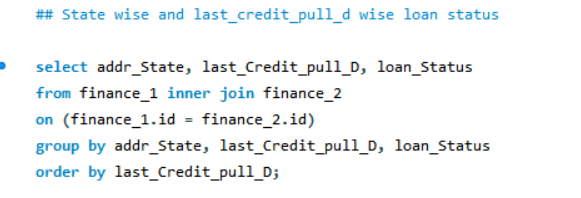 ## State wise and last_credit_pull_d wise loan status
select addr_State, last_Credit_pull_D, loan_Status
from finance_1 inner join finance_2
on (finance_1.id = finance_2.id)
group by addr_State, last_Credit_pull_D, loan_Status
order by last_Credit_pull_D;